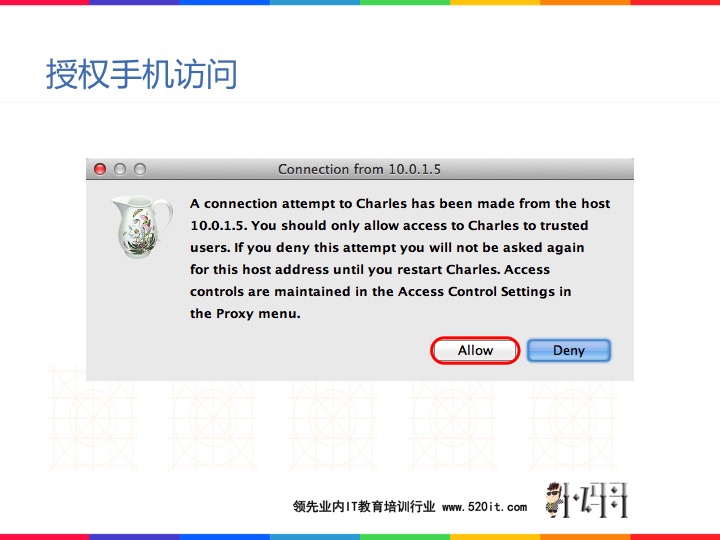 授权手机访问
Connection from 10.0.1.5
A connection attempt to Charles has been made from the host
10.0.1.5. You should only allow access to Charles to trusted
users. If you deny this attempt you will not be asked again
for this host address until you restart Charles. Access
controls are maintained in the Access Control Settings in
the Proxy menu.
Allow Deny
领先业内IT教育培训行业 www.520it.com
小码哥